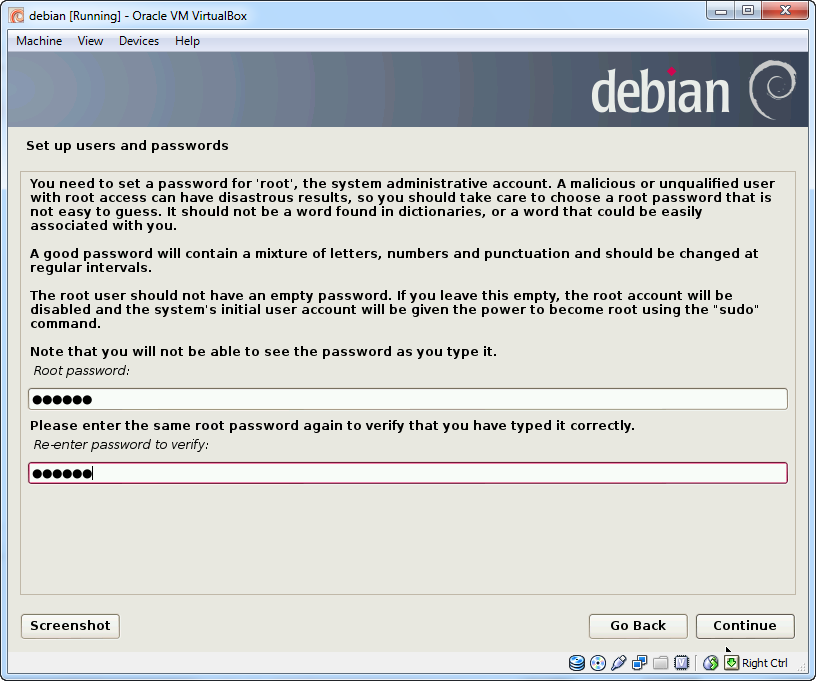 debian [Running] - Oracle VM VirtualBox
Machine View Devices Help
debian
Set up users and passwords
You need to set a password for 'root', the system administrative account. A malicious or unqualified user
with root access can have disastrous results, so you should take care to choose a root password that is
not easy to guess. It should not be a word found in dictionaries, or a word that could be easily
associated with you.
A good password will contain a mixture of letters, numbers and punctuation and should be changed at
regular intervals.
The root user should not have an empty password. If you leave this empty, the root account will be
disabled and the system's initial user account will be given the power to become root using the "sudo"
command.
Note that you will not be able to see the password as you type it.
Root password:
●●●●●●
Please enter the same root password again to verify that you have typed it correctly.
Re-enter password to verify:
●●●●●●
Screenshot Go Back Continue
Right Ctrl